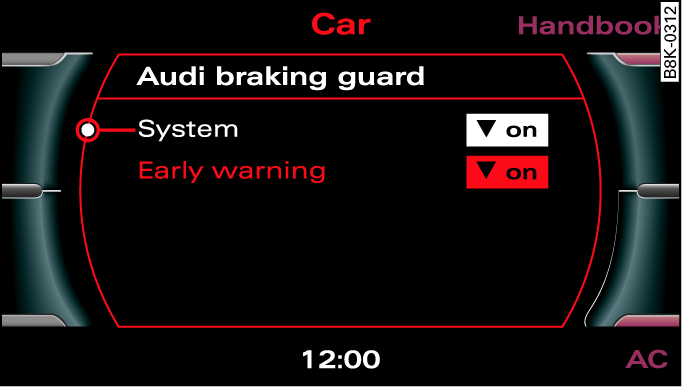 Car
Handbook
B8K-0312
Audi braking guard
System ▼ on
Early warning ▼ on
12:00
AC